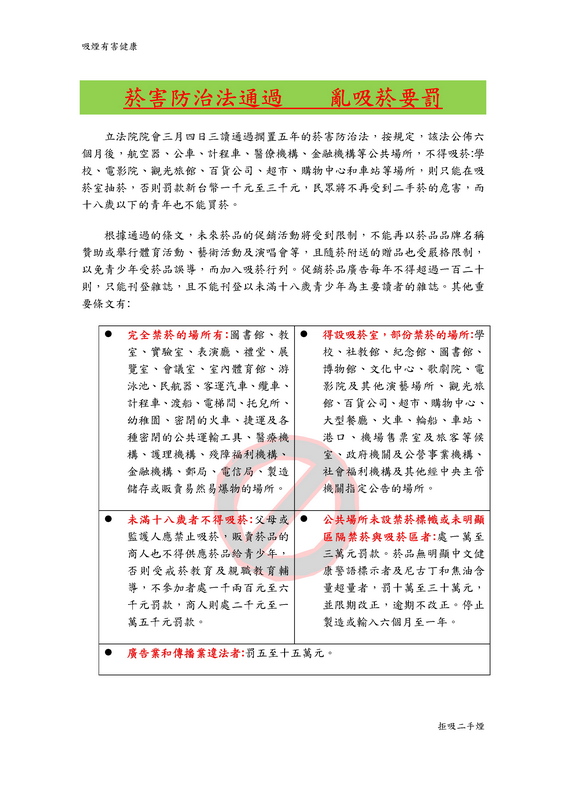 吸煙有害健康
菸害防治法通過　　亂吸菸要罰
立法院院會三月四日三讀通過擱置五年的菸害防治法，按規定，該法公佈六
個月後，航空器、公車、計程車、醫療機構、金融機構等公共場所，不得吸菸;學
校、電影院、觀光旅館、百貨公司、超市、購物中心和車站等場所，則只能在吸
菸室抽菸，否則罰款新台幣一千元至三千元，民眾將不再受到二手菸的危害，而
十八歲以下的青年也不能買菸。
根據通過的條文，未來菸品的促銷活動將受到限制，不能再以菸品品牌名稱
贊助或舉行體育活動、藝術活動及演唱會等，且隨菸附送的贈品也受嚴格限制，
以免青少年受菸品誤導，而加入吸菸行列。促銷菸品廣告每年不得超過一百二十
則，只能刊登雜誌，且不能刊登以未滿十八歲青少年為主要讀者的雜誌。其他重
要條文有:
● 完全禁菸的場所有:圖書館、教
室、實驗室、表演廳、禮堂、展
覽室、會議室、室內體育館、游
泳池、民航器、客運汽車、纜車、
計程車、渡船、電梯間、托兒所、
幼稚園、密閉的火車、捷運及各
種密閉的公共運輸工具、醫療機
構、護理機構、殘障福利機構、
金融機構、郵局、電信局、製造
儲存或販賣易然易爆物的場所。
● 得設吸菸室，部份禁菸的場所:學
校、社教館、紀念館、圖書館、
博物館、文化中心、歌劇院、電
影院及其他演藝場所、觀光旅
館、百貨公司、超市、購物中心、
大型餐廳、火車、輪船、車站、
港口、機場售票室及旅客等候
室、政府機關及公營事業機構、
社會福利機構及其他經中央主管
機關指定公告的場所。
● 未滿十八歲者不得吸菸:父母或
監護人應禁止吸菸，販賣菸品的
商人也不得供應菸品給青少年，
否則受戒菸教育及親職教育輔
導，不參加者處一千兩百元至六
千元罰款，商人則處二千元至一
萬五千元罰款。
● 公共場所未設禁菸標幟或未明顯
區隔禁菸與吸菸區者:處一萬至
三萬元罰款。菸品無明顯中文健
康警語標示者及尼古丁和焦油含
量超量者，罰十萬至三十萬元，
並限期改正，逾期不改正。停止
製造或輸入六個月至一年。
● 廣告業和傳播業違法者:罰五至十五萬元。
拒吸二手煙